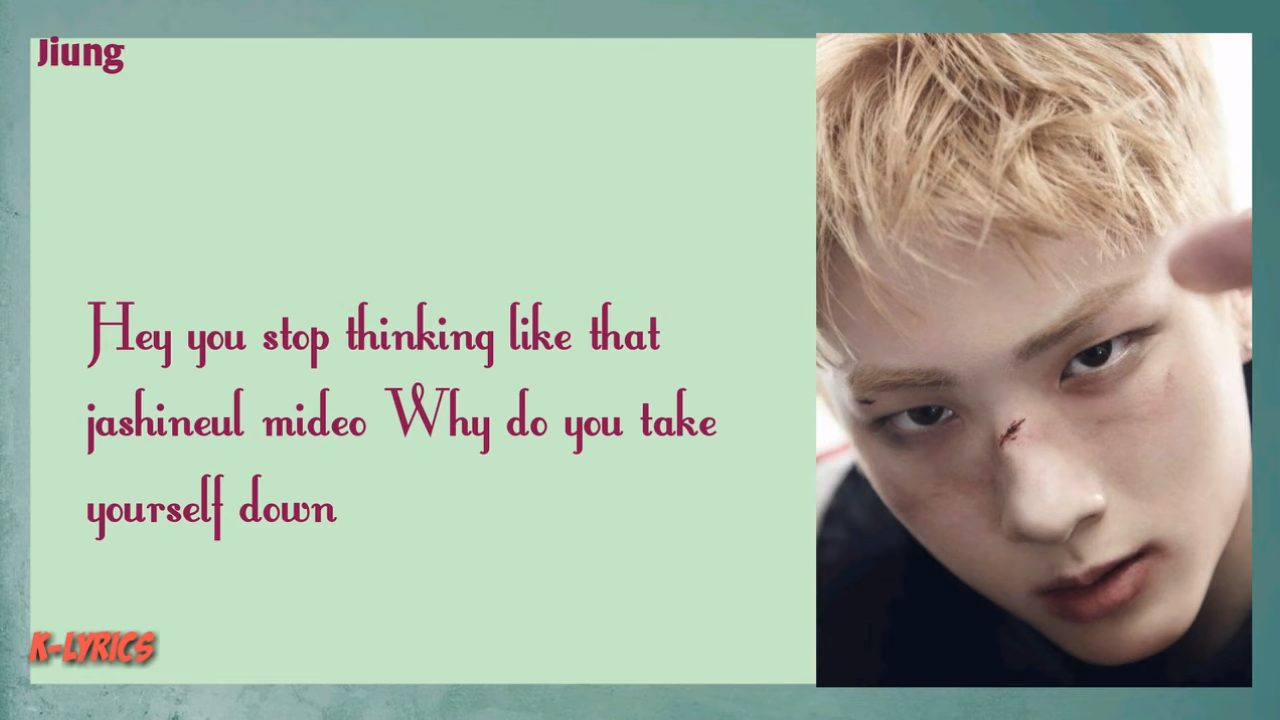 Jiung
Hey you stop thinking like that
jashineul mideo Why do you take
yourself down
K-LYRICS